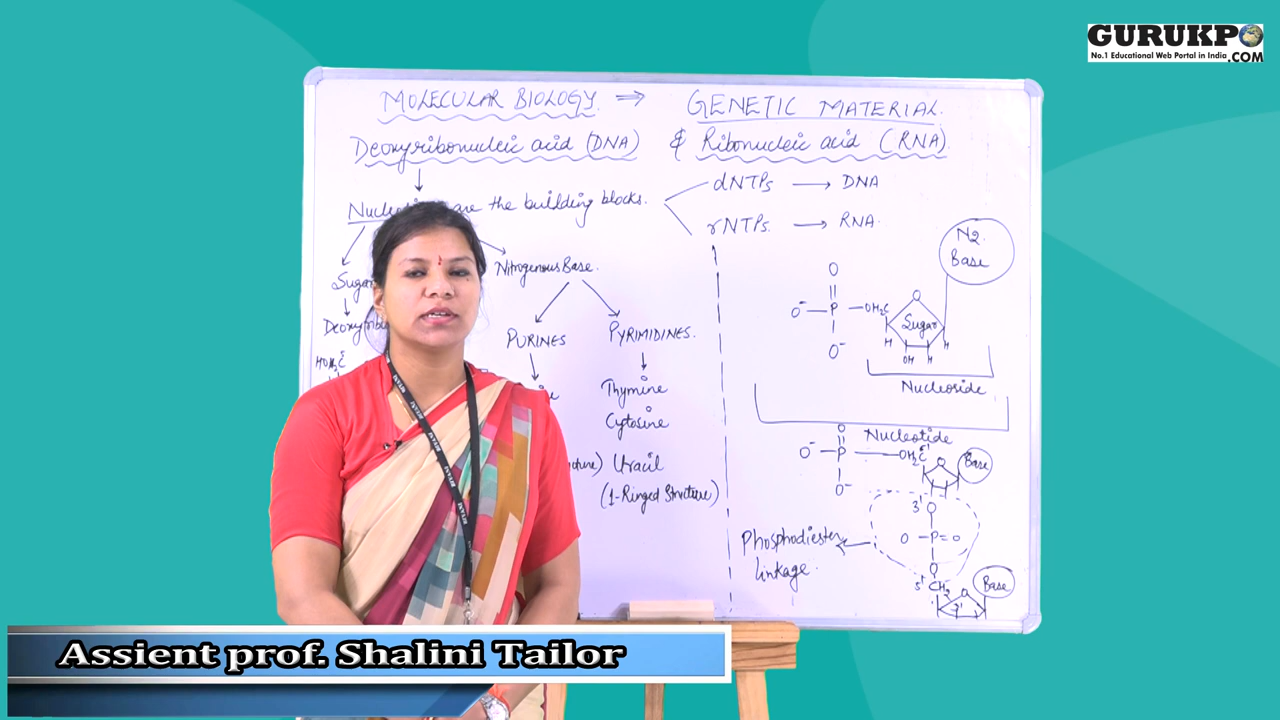 GURUKPO
No.1 Educational Web Portal in India .COM
MOLECULAR BIOLOGY ⇒ GENETIC MATERIAL.
Deoxyribonucleic acid (DNA) & Ribonucleic acid (RNA).
are the building blocks.
dNTPs → DNA
rNTPs → RNA.
Sugar
Nitrogenous Base.
PURINES
PYRIMIDINES.
Thymine
Cytosine
Uracil
(1-Ringed Structure)
N2
Base
O
O⁻ P OH₂C O
Sugar
O⁻ H OH H H
Nucleoside
Nucleotide
O
O⁻ P OH₂C O Base
O⁻
3' O
O P = O
O
Phosphodiester
linkage.
5' CH₂ O Base
3'
Assient prof. Shalini Tailor